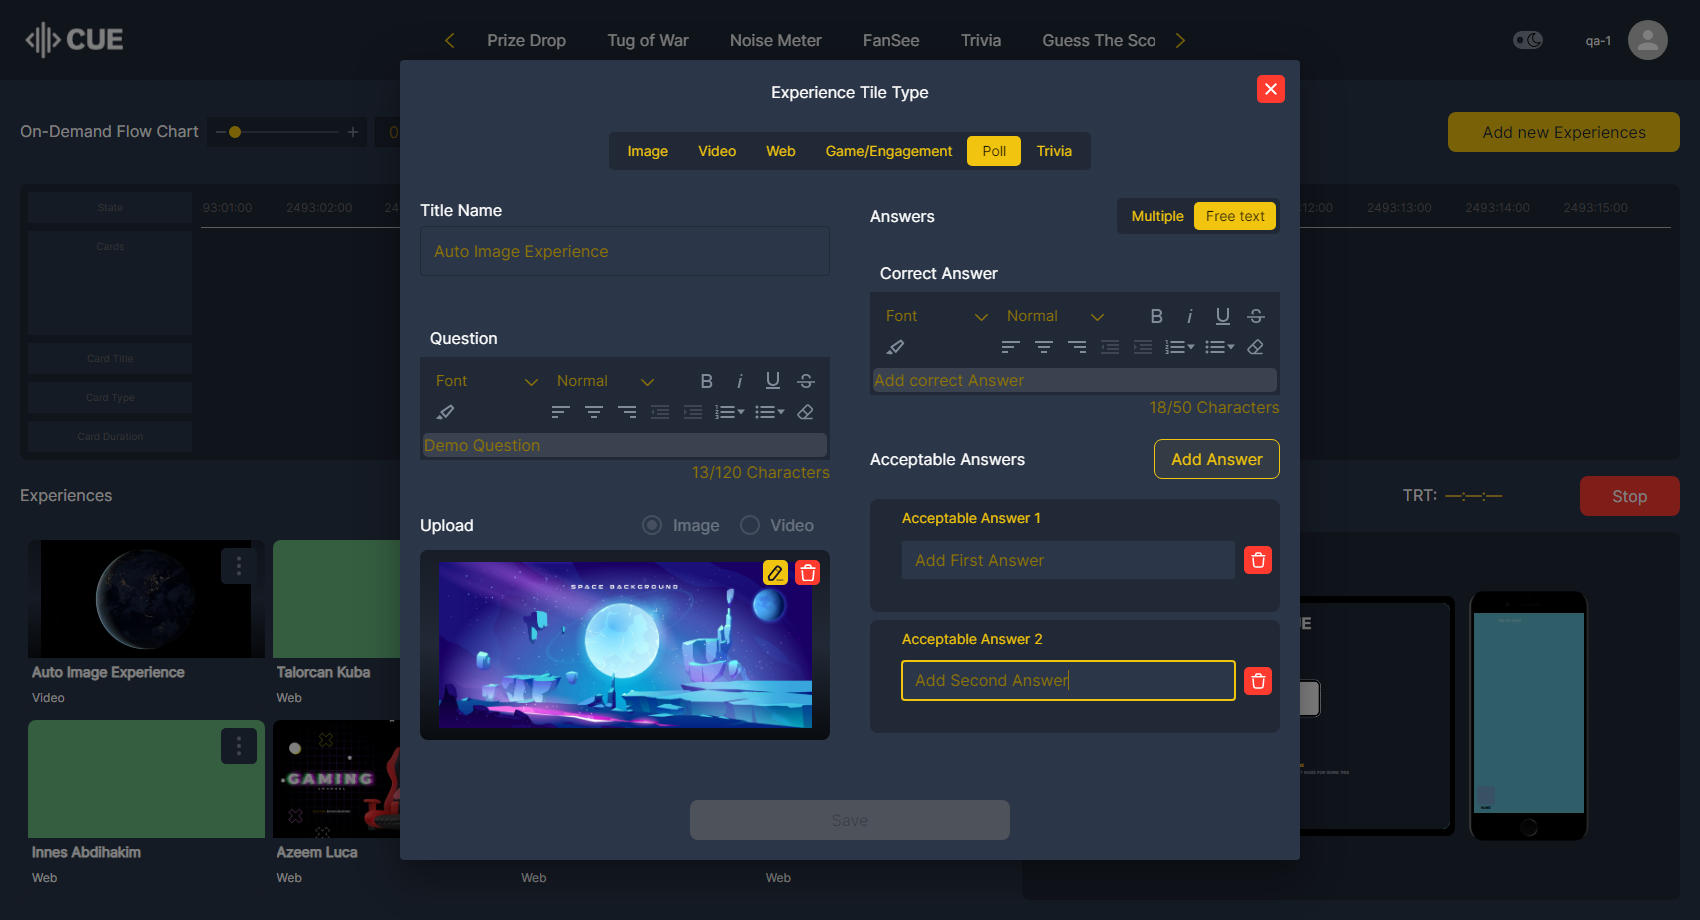 CUE
Prize Drop
Tug of War
Noise Meter
FanSee
Trivia
Guess The Sco
qa-1
Experience Tile Type
On-Demand Flow Chart
0
Add new Experiences
Image
Video
Web
Game/Engagement
Poll
Trivia
State
93:01:00
2493:02:00
24
:12:00
2493:13:00
2493:14:00
2493:15:00
Cards
Card Title
Card Type
Card Duration
Title Name
Auto Image Experience
Question
Font
Normal
B
i
U
S
Demo Question
13/120 Characters
Upload
Image
Video
SPACE BACKGROUND
Answers
Multiple
Free text
Correct Answer
Font
Normal
B
i
U
S
Add correct Answer
18/50 Characters
Acceptable Answers
Add Answer
Acceptable Answer 1
Add First Answer
Acceptable Answer 2
Add Second Answer
Save
Experiences
TRT: —:—:—
Stop
Auto Image Experience
Video
Talorcan Kuba
Web
Innes Abdihakim
Web
GAMING
Azeem Luca
Web
Web
Web
UE